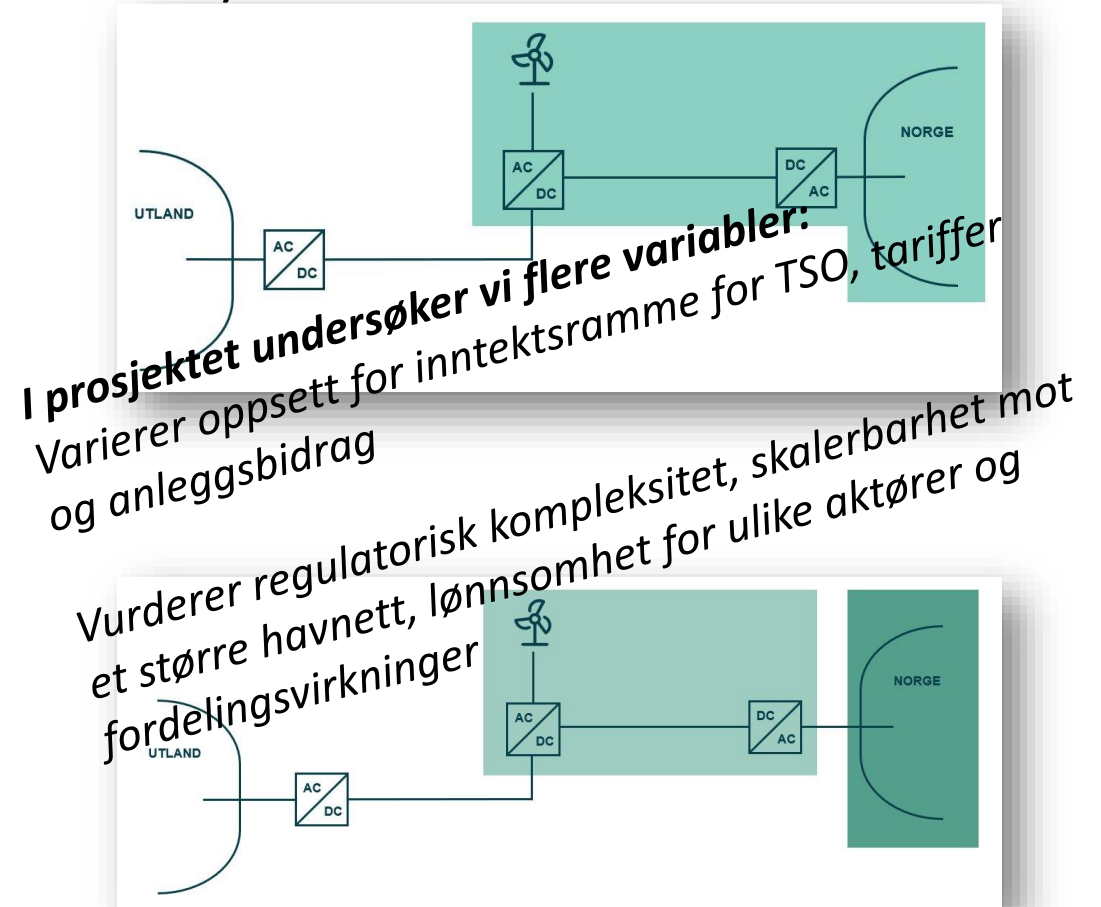 NORGE
AC
DC
DC
AC
UTLAND
AC
DC
I prosjektet undersøker vi flere variabler:
Varierer oppsett for inntektsramme for TSO, tariffer
og anleggsbidrag
Vurderer regulatorisk kompleksitet, skalerbarhet mot
et større havnett, lønnsomhet for ulike aktører og
fordelingsvirkninger
NORGE
AC
DC
DC
AC
UTLAND
AC
DC